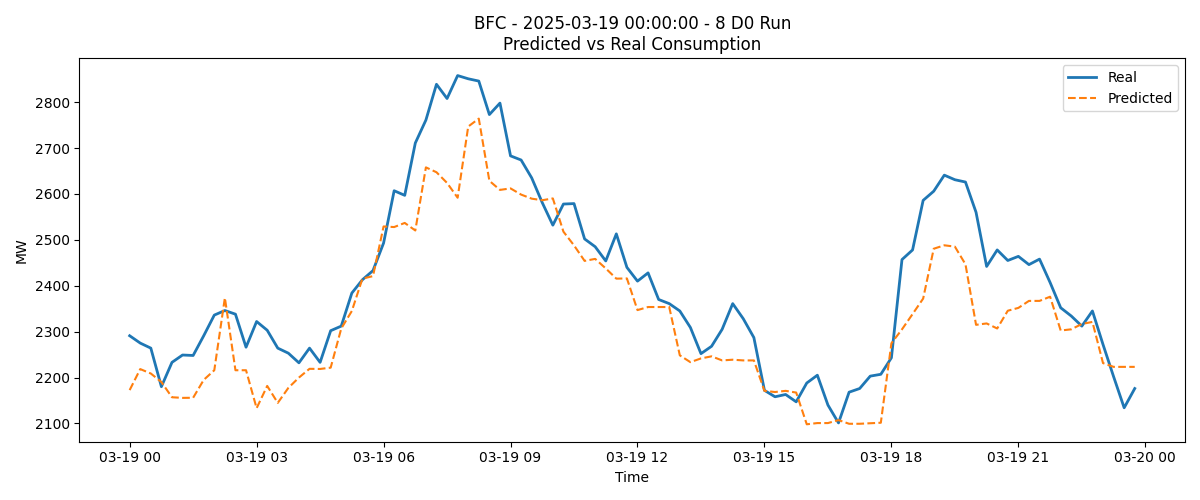 BFC - 2025-03-19 00:00:00 - 8 D0 Run
Predicted vs Real Consumption
Real
Predicted
MW
2800
2700
2600
2500
2400
2300
2200
2100
03-19 00
03-19 03
03-19 06
03-19 09
03-19 12
03-19 15
03-19 18
03-19 21
03-20 00
Time